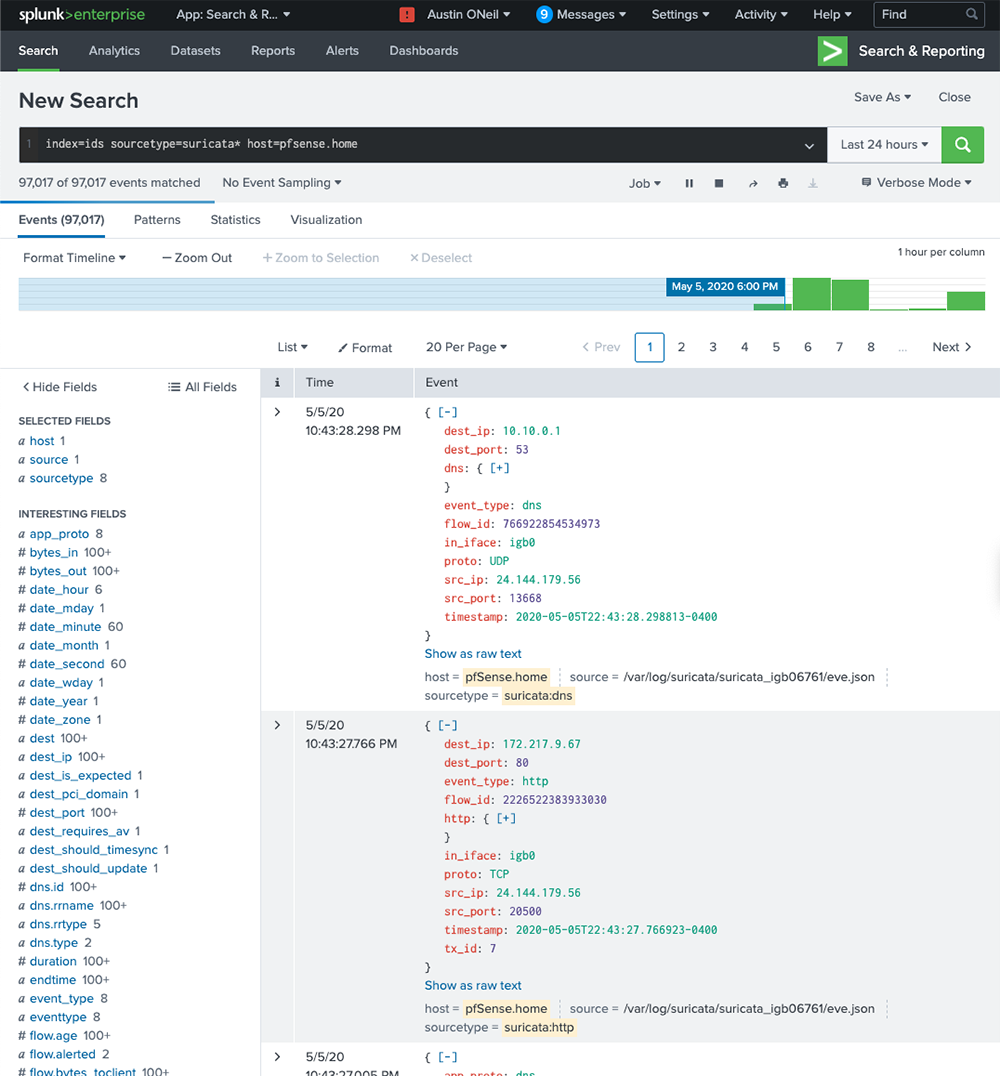 splunk>enterprise App: Search & R... ▾ ! Austin ONeil ▾ 9 Messages ▾ Settings ▾ Activity ▾ Help ▾ Find
Search Analytics Datasets Reports Alerts Dashboards > Search & Reporting
New Search Save As ▾ Close
1 index=ids sourcetype=suricata* host=pfsense.home Last 24 hours ▾
97,017 of 97,017 events matched No Event Sampling ▾ Job ▾ Verbose Mode ▾
Events (97,017) Patterns Statistics Visualization
Format Timeline ▾ — Zoom Out + Zoom to Selection × Deselect 1 hour per column
May 5, 2020 6:00 PM
List ▾ Format 20 Per Page ▾ < Prev 1 2 3 4 5 6 7 8 ... Next >
< Hide Fields All Fields
SELECTED FIELDS
a host 1
a source 1
a sourcetype 8
INTERESTING FIELDS
a app_proto 8
# bytes_in 100+
# bytes_out 100+
# date_hour 6
# date_mday 1
# date_minute 60
a date_month 1
# date_second 60
a date_wday 1
# date_year 1
# date_zone 1
a dest 100+
a dest_ip 100+
a dest_is_expected 1
a dest_pci_domain 1
# dest_port 100+
a dest_requires_av 1
a dest_should_timesync 1
a dest_should_update 1
# dns.id 100+
a dns.rrname 100+
a dns.rrtype 5
a dns.type 2
# duration 100+
a endtime 100+
a event_type 8
a eventtype 8
# flow.age 100+
a flow.alerted 2
# flow.bytes_toclient 100+
i Time Event
> 5/5/20 { [-]
10:43:28.298 PM dest_ip: 10.10.0.1
dest_port: 53
dns: { [+]
}
event_type: dns
flow_id: 766922854534973
in_iface: igb0
proto: UDP
src_ip: 24.144.179.56
src_port: 13668
timestamp: 2020-05-05T22:43:28.298813-0400
}
Show as raw text
host = pfSense.home source = /var/log/suricata/suricata_igb06761/eve.json
sourcetype = suricata:dns
> 5/5/20 { [-]
10:43:27.766 PM dest_ip: 172.217.9.67
dest_port: 80
event_type: http
flow_id: 2226522383933030
http: { [+]
}
in_iface: igb0
proto: TCP
src_ip: 24.144.179.56
src_port: 20500
timestamp: 2020-05-05T22:43:27.766923-0400
tx_id: 7
}
Show as raw text
host = pfSense.home source = /var/log/suricata/suricata_igb06761/eve.json
sourcetype = suricata:http
> 5/5/20 { [-]
10:43:27.005 PM app_proto: dns